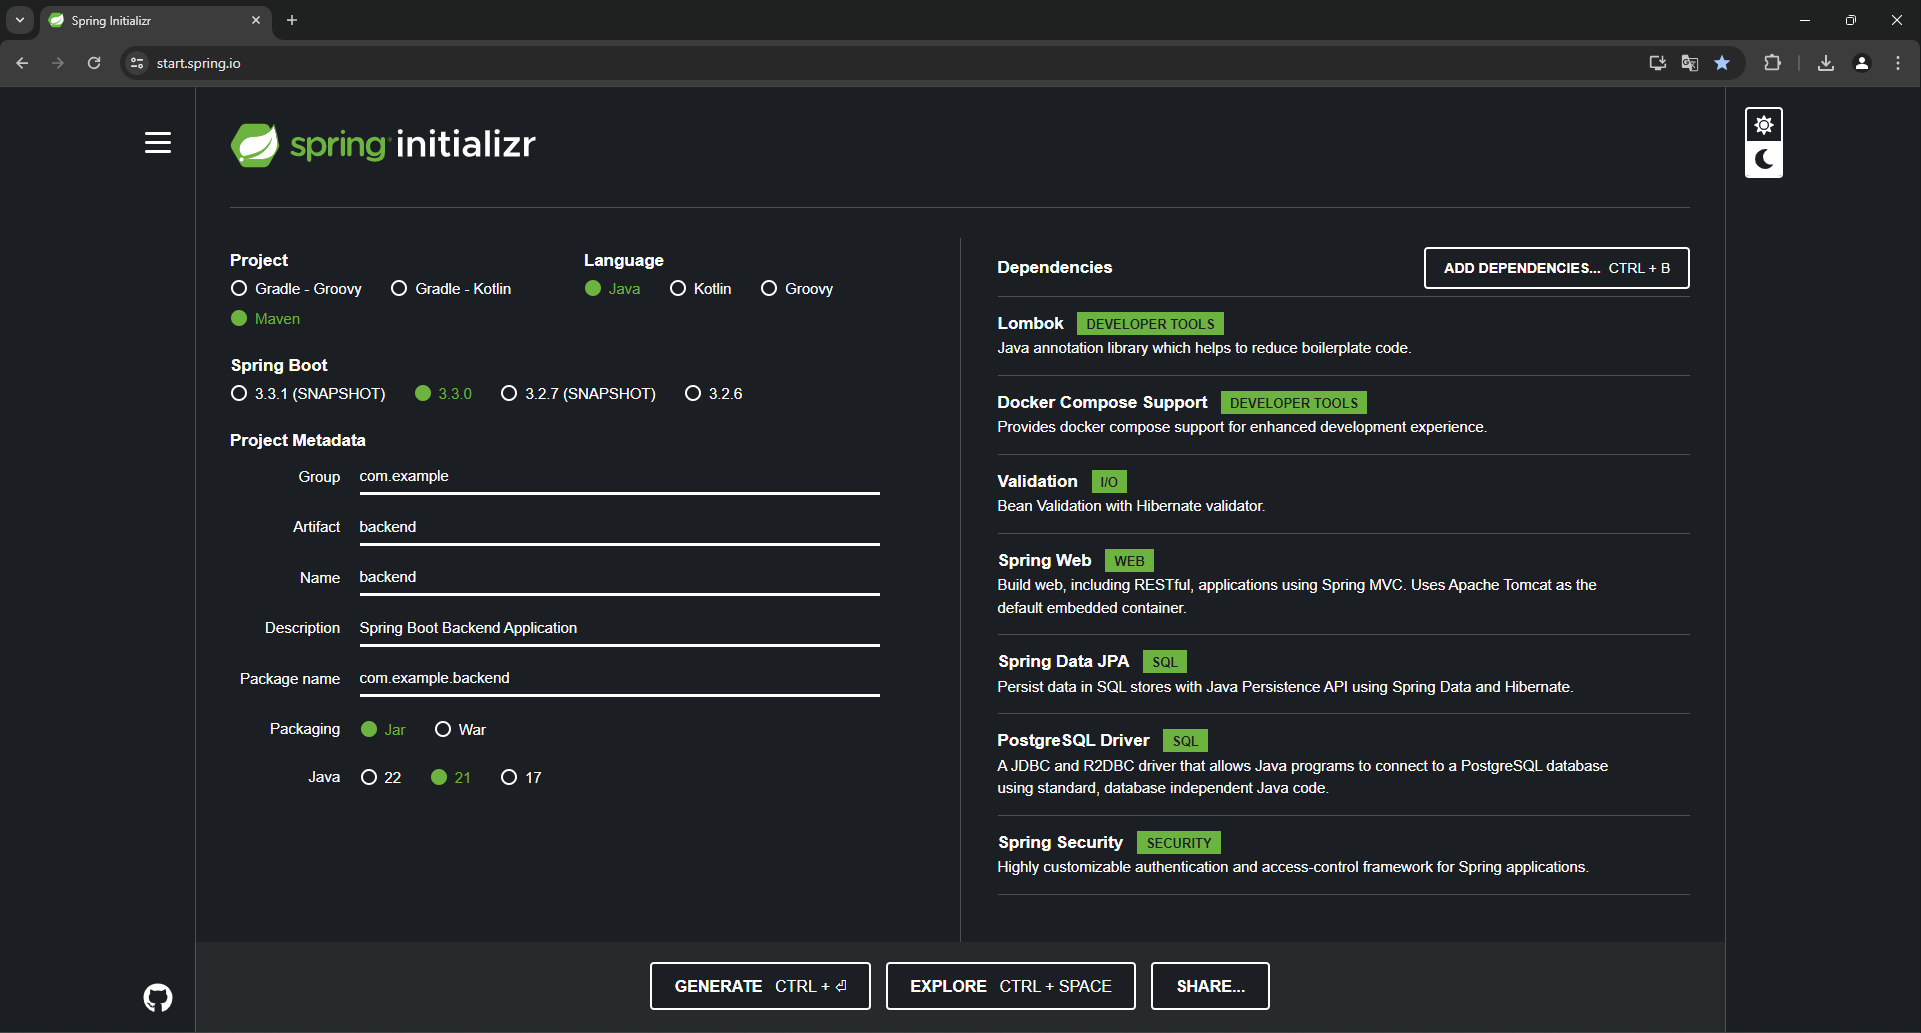 Spring Initializr
start.spring.io
spring initializr
Project
Gradle - Groovy Gradle - Kotlin
Maven
Language
Java Kotlin Groovy
Spring Boot
3.3.1 (SNAPSHOT) 3.3.0 3.2.7 (SNAPSHOT) 3.2.6
Project Metadata
Group com.example
Artifact backend
Name backend
Description Spring Boot Backend Application
Package name com.example.backend
Packaging Jar War
Java 22 21 17
Dependencies ADD DEPENDENCIES... CTRL + B
Lombok DEVELOPER TOOLS
Java annotation library which helps to reduce boilerplate code.
Docker Compose Support DEVELOPER TOOLS
Provides docker compose support for enhanced development experience.
Validation I/O
Bean Validation with Hibernate validator.
Spring Web WEB
Build web, including RESTful, applications using Spring MVC. Uses Apache Tomcat as the
default embedded container.
Spring Data JPA SQL
Persist data in SQL stores with Java Persistence API using Spring Data and Hibernate.
PostgreSQL Driver SQL
A JDBC and R2DBC driver that allows Java programs to connect to a PostgreSQL database
using standard, database independent Java code.
Spring Security SECURITY
Highly customizable authentication and access-control framework for Spring applications.
GENERATE CTRL + ⏎ EXPLORE CTRL + SPACE SHARE...